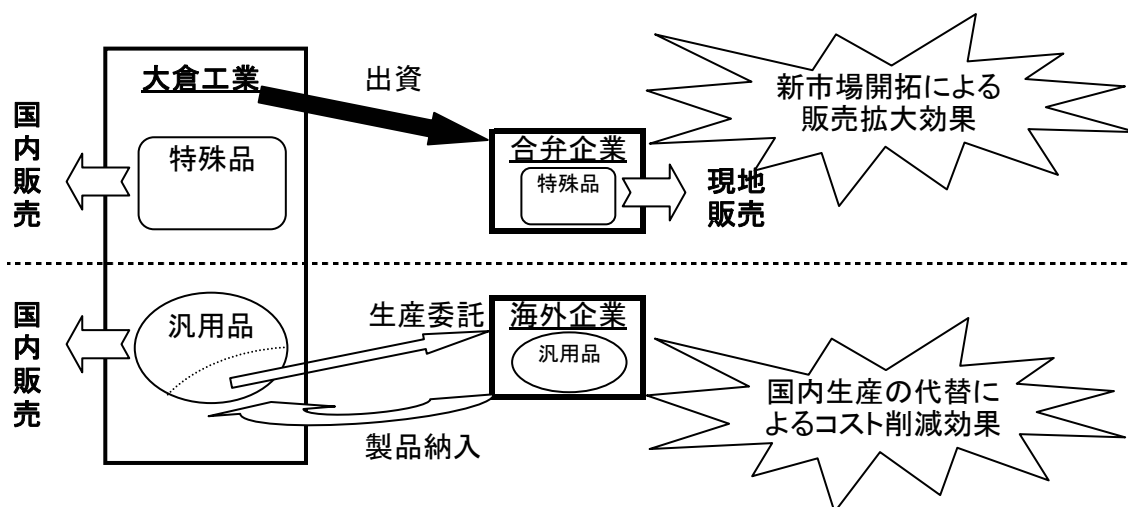 大倉工業
出資
新市場開拓による
販売拡大効果
国内販売
特殊品
合弁企業
特殊品
現地
販売
国内販売
汎用品
生産委託
海外企業
汎用品
国内生産の代替に
よるコスト削減効果
製品納入